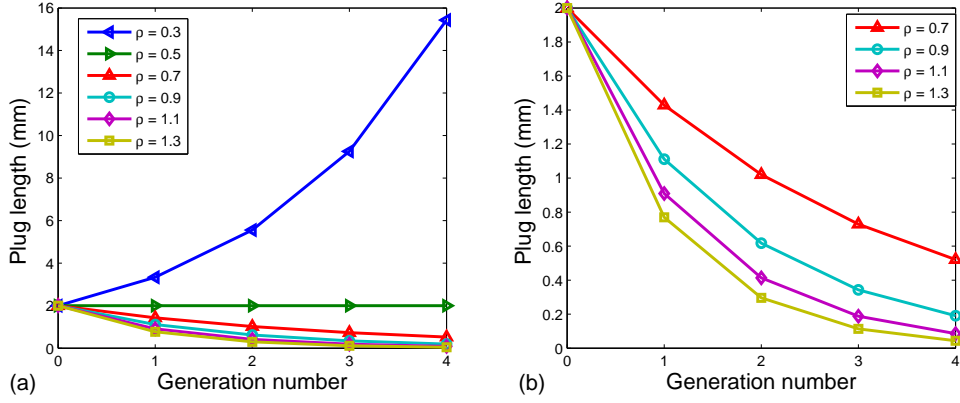 16
14
12
10
8
6
4
2
0
Plug length (mm)
ρ = 0.3
ρ = 0.5
ρ = 0.7
ρ = 0.9
ρ = 1.1
ρ = 1.3
0 1 2 3 4
Generation number
(a)
2
1.8
1.6
1.4
1.2
1
0.8
0.6
0.4
0.2
0
Plug length (mm)
ρ = 0.7
ρ = 0.9
ρ = 1.1
ρ = 1.3
0 1 2 3 4
Generation number
(b)